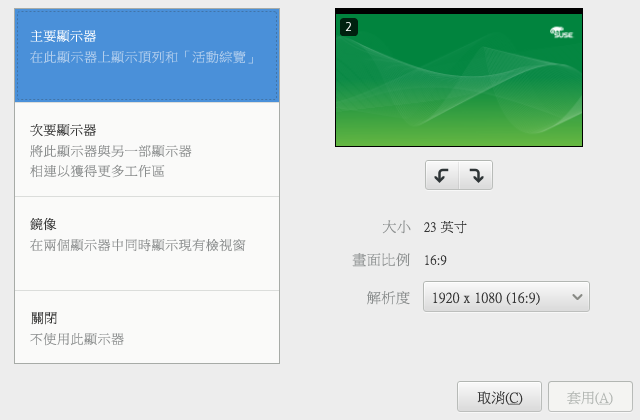 主要顯示器
在此顯示器上顯示頂列和「活動綜覽」
次要顯示器
將此顯示器與另一部顯示器
相連以獲得更多工作區
鏡像
在兩個顯示器中同時顯示現有檢視窗
關閉
不使用此顯示器
2
SUSE
大小 23 英寸
畫面比例 16:9
解析度 1920 x 1080 (16:9)
取消(C) 套用(A)